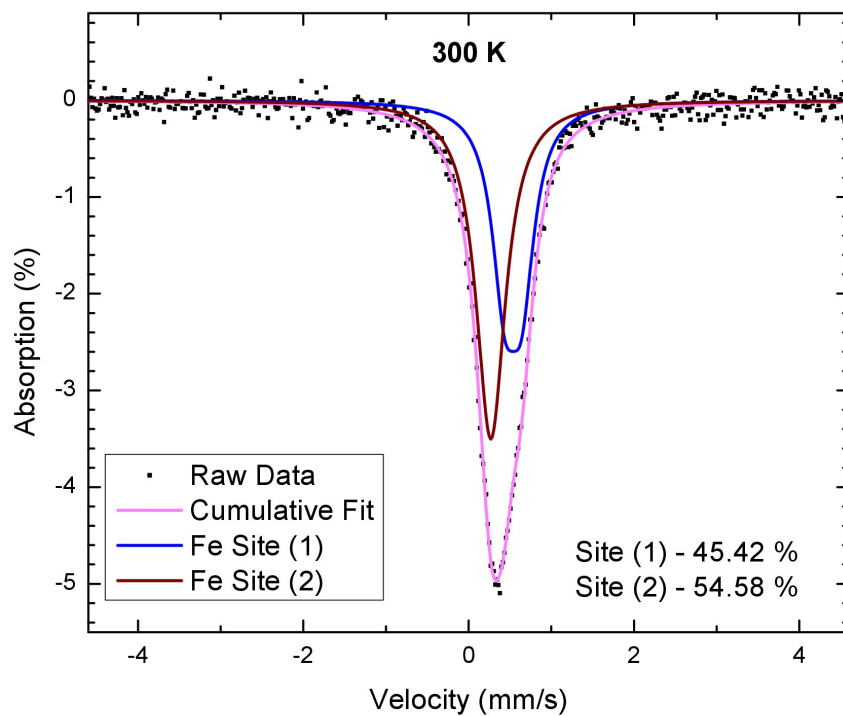 300 K
0
-1
-2
-3
-4
-5
Absorption (%)
Raw Data
Cumulative Fit
Fe Site (1)
Fe Site (2)
Site (1) - 45.42 %
Site (2) - 54.58 %
-4 -2 0 2 4
Velocity (mm/s)